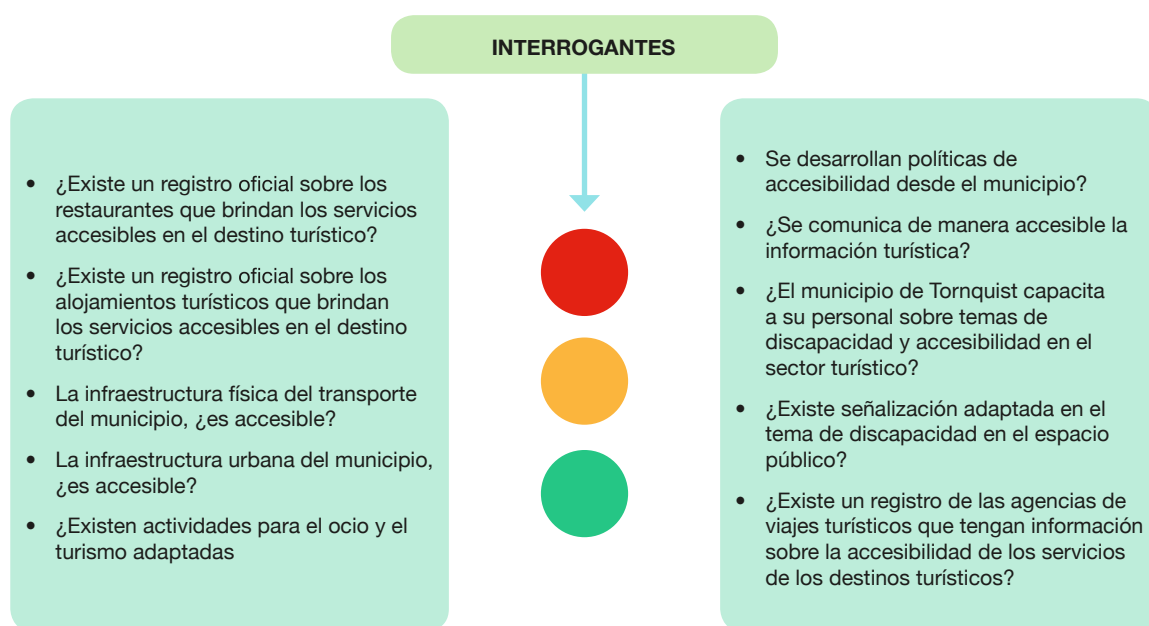 INTERROGANTES
• ¿Existe un registro oficial sobre los
restaurantes que brindan los servicios
accesibles en el destino turístico?
• ¿Existe un registro oficial sobre los
alojamientos turísticos que brindan
los servicios accesibles en el destino
turístico?
• La infraestructura física del transporte
del municipio, ¿es accesible?
• La infraestructura urbana del municipio,
¿es accesible?
• ¿Existen actividades para el ocio y el
turismo adaptadas
• Se desarrollan políticas de
accesibilidad desde el municipio?
• ¿Se comunica de manera accesible la
información turística?
• ¿El municipio de Tornquist capacita
a su personal sobre temas de
discapacidad y accesibilidad en el
sector turístico?
• ¿Existe señalización adaptada en el
tema de discapacidad en el espacio
público?
• ¿Existe un registro de las agencias de
viajes turísticos que tengan información
sobre la accesibilidad de los servicios
de los destinos turísticos?